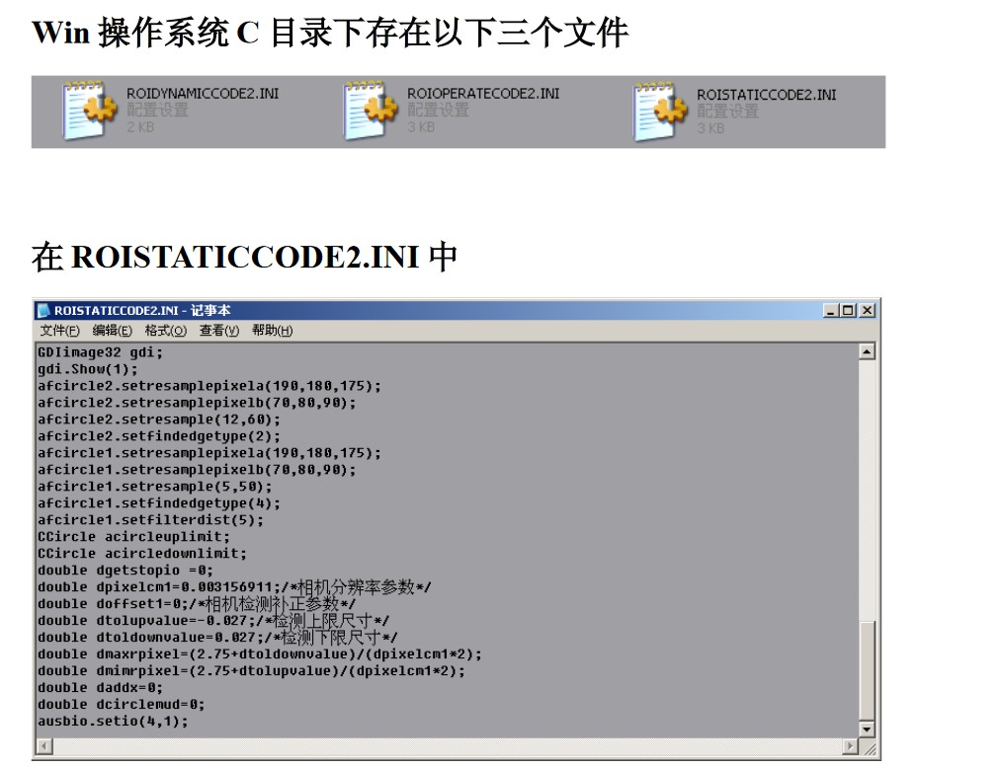 Win 操作系统 C 目录下存在以下三个文件
ROIDYNAMICCODE2.INI
配置设置
2 KB
ROIOPERATECODE2.INI
配置设置
3 KB
ROISTATICCODE2.INI
配置设置
3 KB
在 ROISTATICCODE2.INI 中
ROISTATICCODE2.INI - 记事本
文件(F) 编辑(E) 格式(O) 查看(V) 帮助(H)
GDIimage32 gdi;
gdi.Show(1);
afcircle2.setresamplepixela(190,180,175);
afcircle2.setresamplepixelb(70,80,90);
afcircle2.setresample(12,60);
afcircle2.setfindedgetype(2);
afcircle1.setresamplepixela(190,180,175);
afcircle1.setresamplepixelb(70,80,90);
afcircle1.setresample(5,50);
afcircle1.setfindedgetype(4);
afcircle1.setfilterdist(5);
CCircle acircleuplimit;
CCircle acircledownlimit;
double dgetstopio =0;
double dpixelcm1=0.003156911;/*相机分辨率参数*/
double doffset1=0;/*相机检测补正参数*/
double dtolupvalue=-0.027;/*检测上限尺寸*/
double dtoldownvalue=0.027;/*检测下限尺寸*/
double dmaxrpixel=(2.75+dtoldownvalue)/(dpixelcm1*2);
double dmimrpixel=(2.75+dtolupvalue)/(dpixelcm1*2);
double daddx=0;
double dcirclemud=0;
ausbio.setio(4,1);